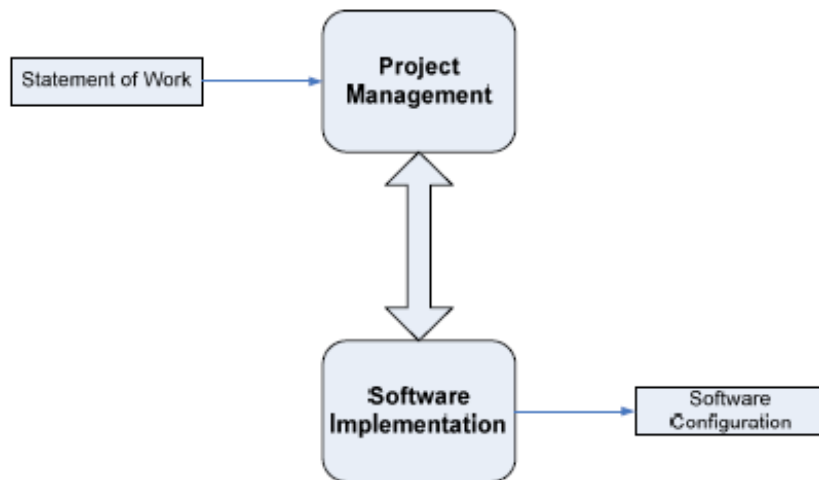 Statement of Work
Project
Management
Software
Implementation
Software
Configuration